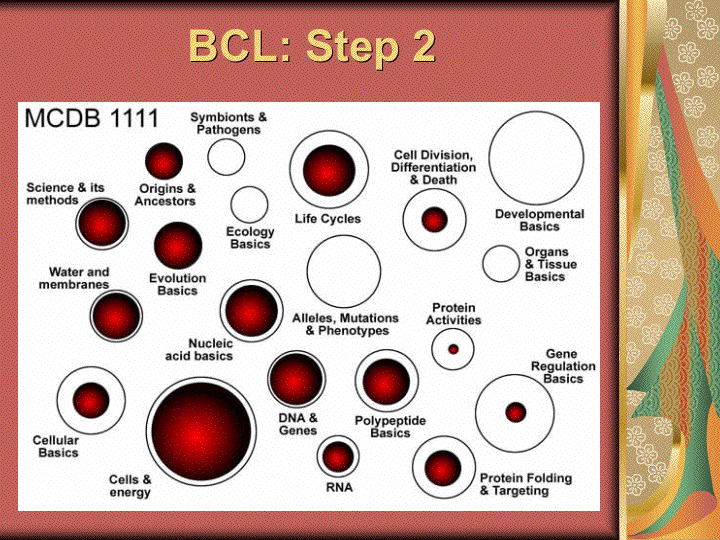 BCL: Step 2
MCDB 1111
Symbionts &
Pathogens
Cell Division,
Differentiation
& Death
Science & its
methods
Origins &
Ancestors
Life Cycles
Developmental
Basics
Ecology
Basics
Organs
& Tissue
Basics
Water and
membranes
Evolution
Basics
Alleles, Mutations
& Phenotypes
Protein
Activities
Nucleic
acid basics
Gene
Regulation
Basics
DNA &
Genes
Polypeptide
Basics
Cellular
Basics
Cells &
energy
RNA
Protein Folding
& Targeting